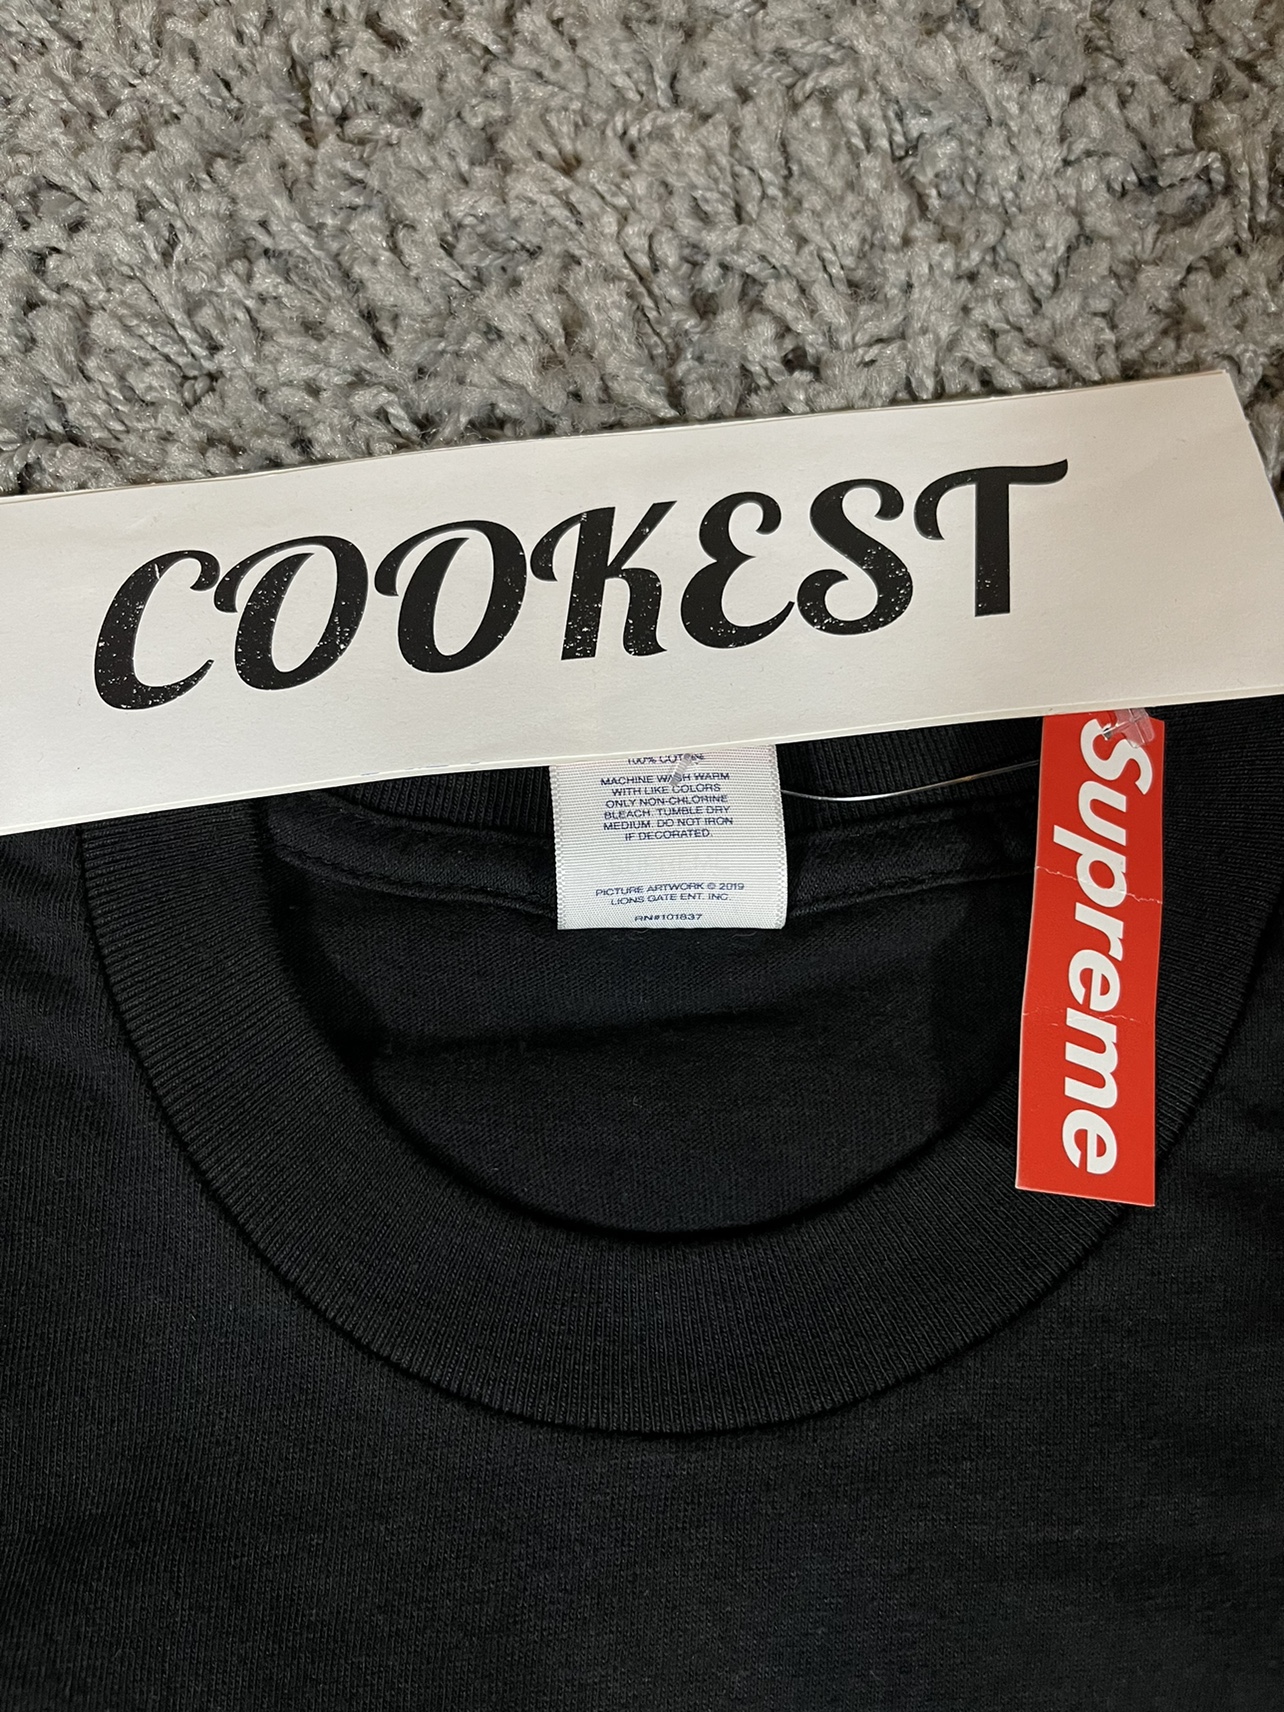 COOKEST
100% COTTON
MACHINE WASH WARM
WITH LIKE COLORS
ONLY NON-CHLORINE
BLEACH. TUMBLE DRY
MEDIUM. DO NOT IRON
IF DECORATED.
PICTURE ARTWORK © 2019
LIONS GATE ENT. INC.
RN#101837
Supreme